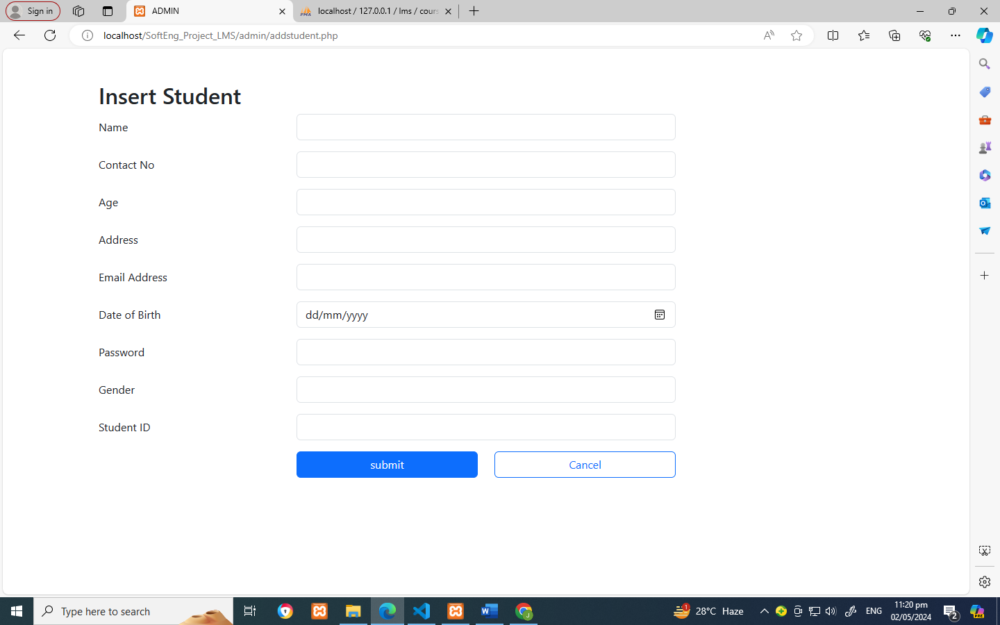 Sign in
ADMIN
localhost / 127.0.0.1 / lms / cours
localhost/SoftEng_Project_LMS/admin/addstudent.php
Insert Student
Name
Contact No
Age
Address
Email Address
Date of Birth
dd/mm/yyyy
Password
Gender
Student ID
submit
Cancel
Type here to search
1
28°C Haze
ENG
11:20 pm
02/05/2024
2
PRE